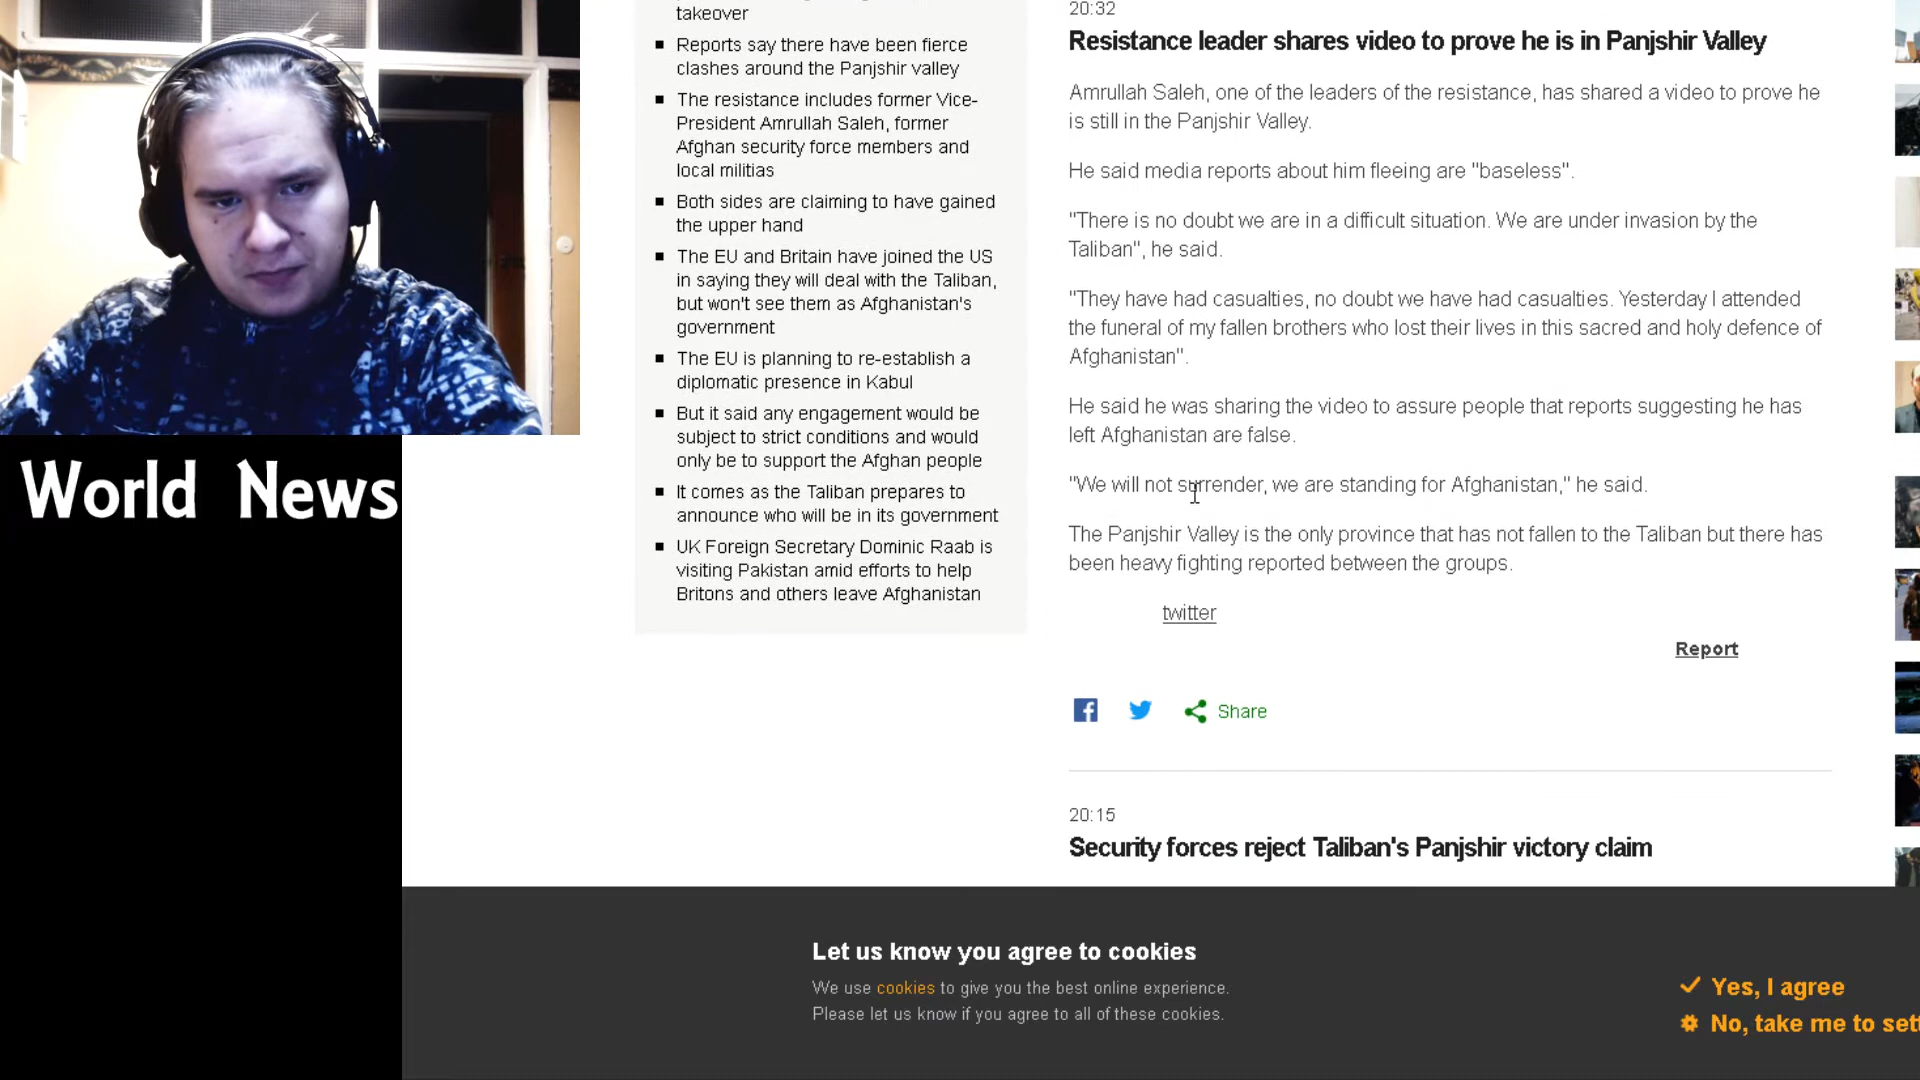 takeover
Reports say there have been fierce
clashes around the Panjshir valley
The resistance includes former Vice-
President Amrullah Saleh, former
Afghan security force members and
local militias
Both sides are claiming to have gained
the upper hand
The EU and Britain have joined the US
in saying they will deal with the Taliban,
but won't see them as Afghanistan's
government
The EU is planning to re-establish a
diplomatic presence in Kabul
But it said any engagement would be
subject to strict conditions and would
only be to support the Afghan people
It comes as the Taliban prepares to
announce who will be in its government
UK Foreign Secretary Dominic Raab is
visiting Pakistan amid efforts to help
Britons and others leave Afghanistan
World News
20:32
Resistance leader shares video to prove he is in Panjshir Valley
Amrullah Saleh, one of the leaders of the resistance, has shared a video to prove he
is still in the Panjshir Valley.
He said media reports about him fleeing are "baseless".
"There is no doubt we are in a difficult situation. We are under invasion by the
Taliban", he said.
"They have had casualties, no doubt we have had casualties. Yesterday I attended
the funeral of my fallen brothers who lost their lives in this sacred and holy defence of
Afghanistan".
He said he was sharing the video to assure people that reports suggesting he has
left Afghanistan are false.
"We will not surrender, we are standing for Afghanistan," he said.
The Panjshir Valley is the only province that has not fallen to the Taliban but there has
been heavy fighting reported between the groups.
twitter
Report
Share
20:15
Security forces reject Taliban's Panjshir victory claim
Let us know you agree to cookies
We use cookies to give you the best online experience.
Please let us know if you agree to all of these cookies.
Yes, I agree
No, take me to sett